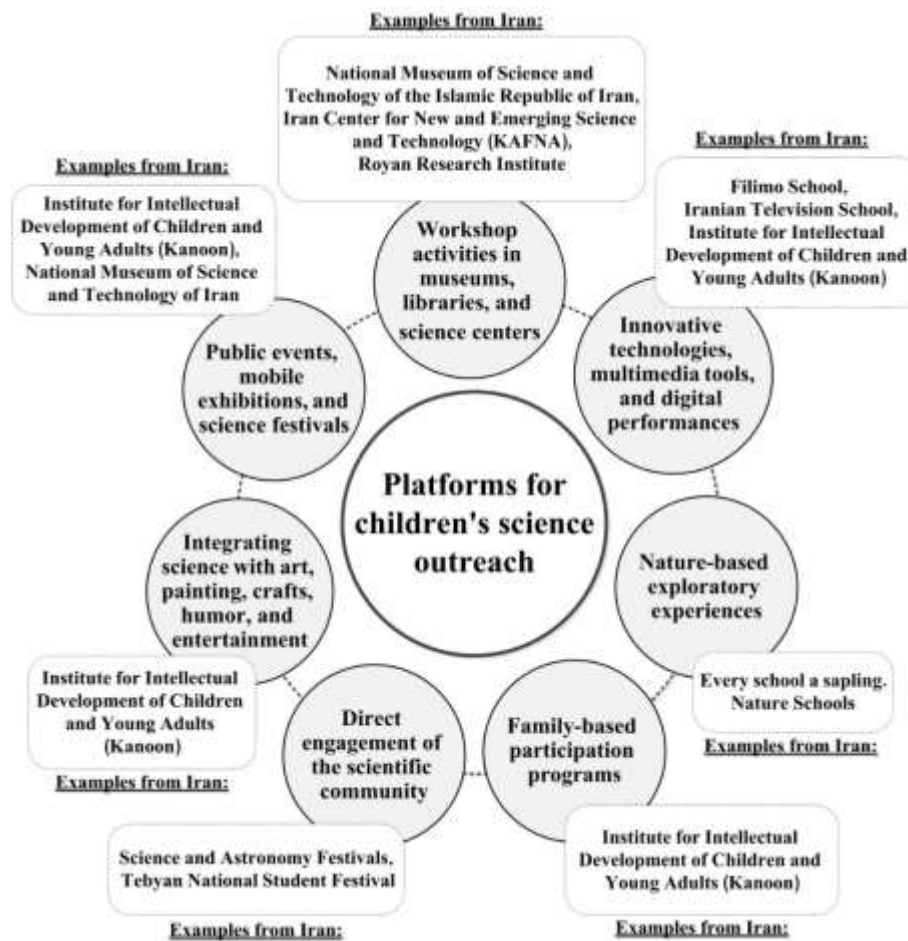 Examples from Iran:
National Museum of Science and
Technology of the Islamic Republic of Iran,
Iran Center for New and Emerging Science
and Technology (KAFNA),
Royan Research Institute
Workshop
activities in
museums,
libraries, and
science centers
Examples from Iran:
Filimo School,
Iranian Television School,
Institute for Intellectual
Development of Children and
Young Adults (Kanoon)
Innovative
technologies,
multimedia tools,
and digital
performances
Examples from Iran:
Institute for Intellectual
Development of Children and
Young Adults (Kanoon),
National Museum of Science
and Technology of Iran
Public events,
mobile
exhibitions, and
science festivals
Platforms for
children's science
outreach
Integrating
science with art,
painting, crafts,
humor, and
entertainment
Institute for Intellectual
Development of Children
and Young Adults
(Kanoon)
Examples from Iran:
Nature-based
exploratory
experiences
Every school a sapling.
Nature Schools
Examples from Iran:
Direct
engagement of
the scientific
community
Science and Astronomy Festivals,
Tebyan National Student Festival
Examples from Iran:
Family-based
participation
programs
Institute for Intellectual
Development of Children and
Young Adults (Kanoon)
Examples from Iran: